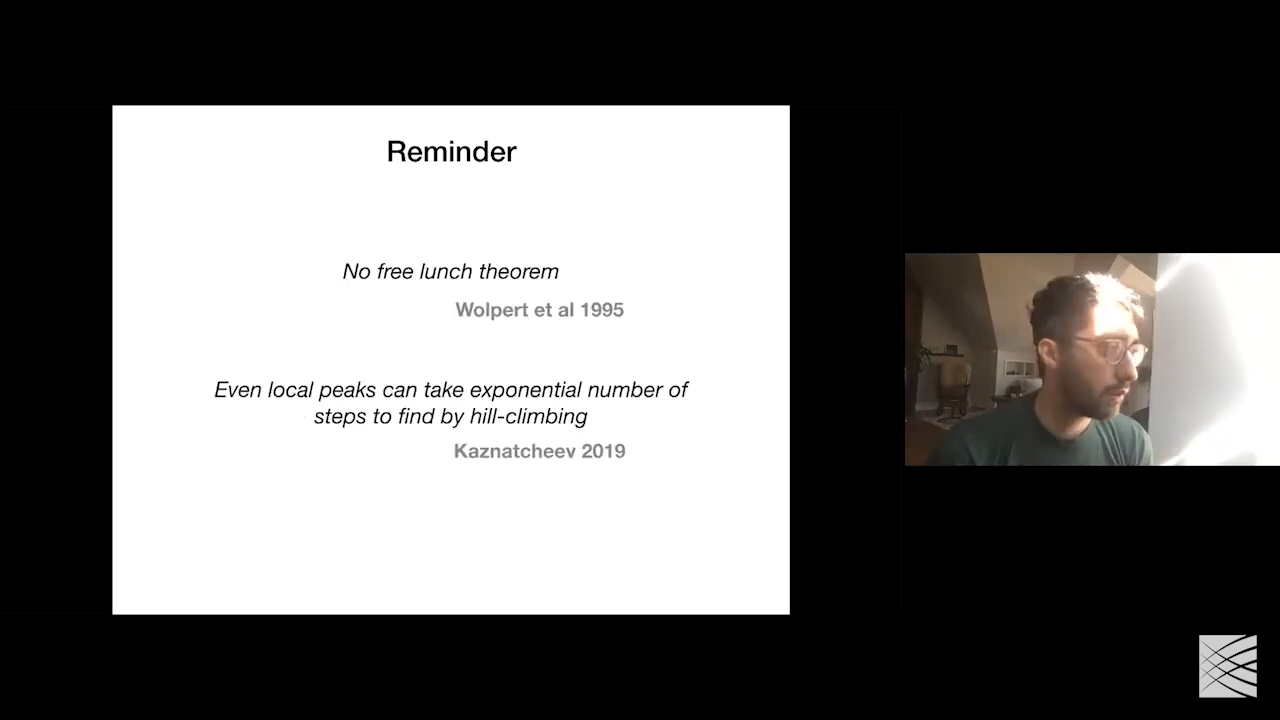 Reminder
No free lunch theorem
Wolpert et al 1995
Even local peaks can take exponential number of
steps to find by hill-climbing
Kaznatcheev 2019